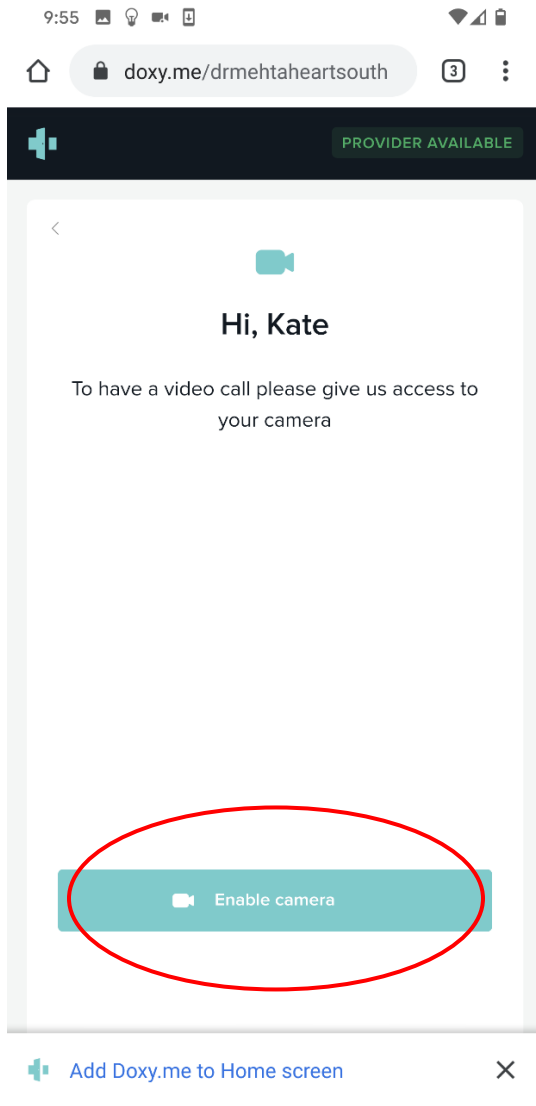 9:55
doxy.me/drmehtaheartsouth
3
PROVIDER AVAILABLE
Hi, Kate
To have a video call please give us access to
your camera
Enable camera
Add Doxy.me to Home screen